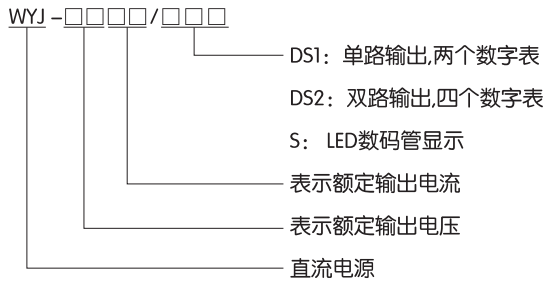 WYJ-□□□□/□□□
DS1：单路输出,两个数字表
DS2：双路输出,四个数字表
S： LED数码管显示
表示额定输出电流
表示额定输出电压
直流电源